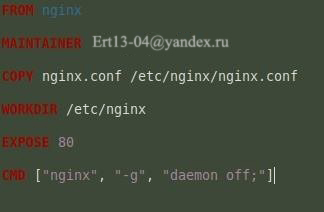 FROM nginx
MAINTAINER Ert13-04@yandex.ru
COPY nginx.conf /etc/nginx/nginx.conf
WORKDIR /etc/nginx
EXPOSE 80
CMD ["nginx", "-g", "daemon off;"]